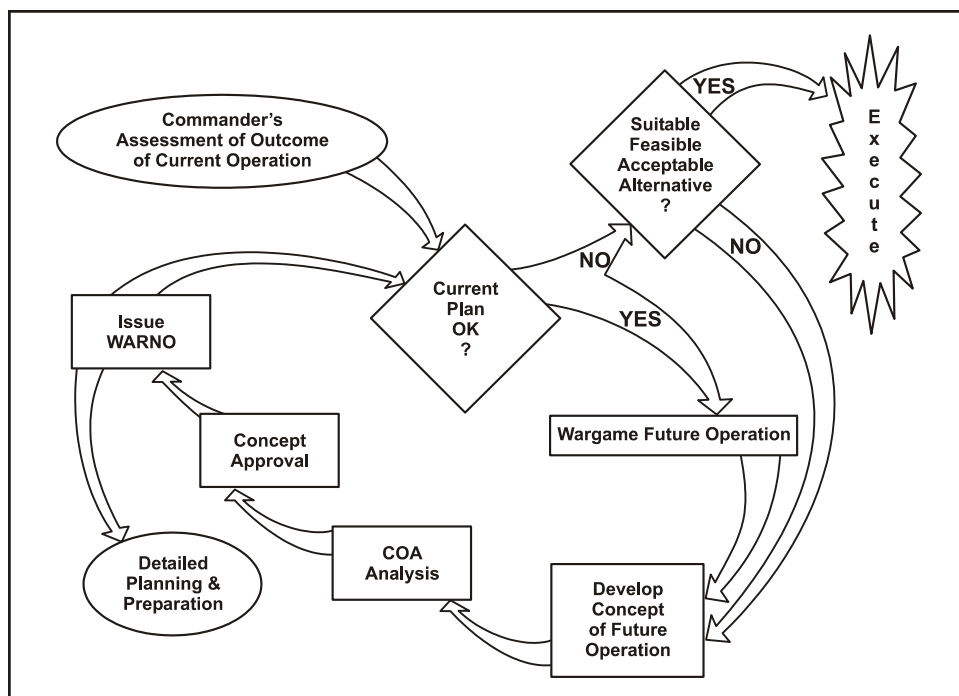 Commander's
Assessment of Outcome
of Current Operation
YES
Suitable
Feasible
Acceptable
Alternative
?
E
x
e
c
u
t
e
NO
NO
Current
Plan
OK
?
YES
Issue
WARNO
Wargame Future Operation
Concept
Approval
COA
Analysis
Detailed
Planning &
Preparation
Develop
Concept
of Future
Operation